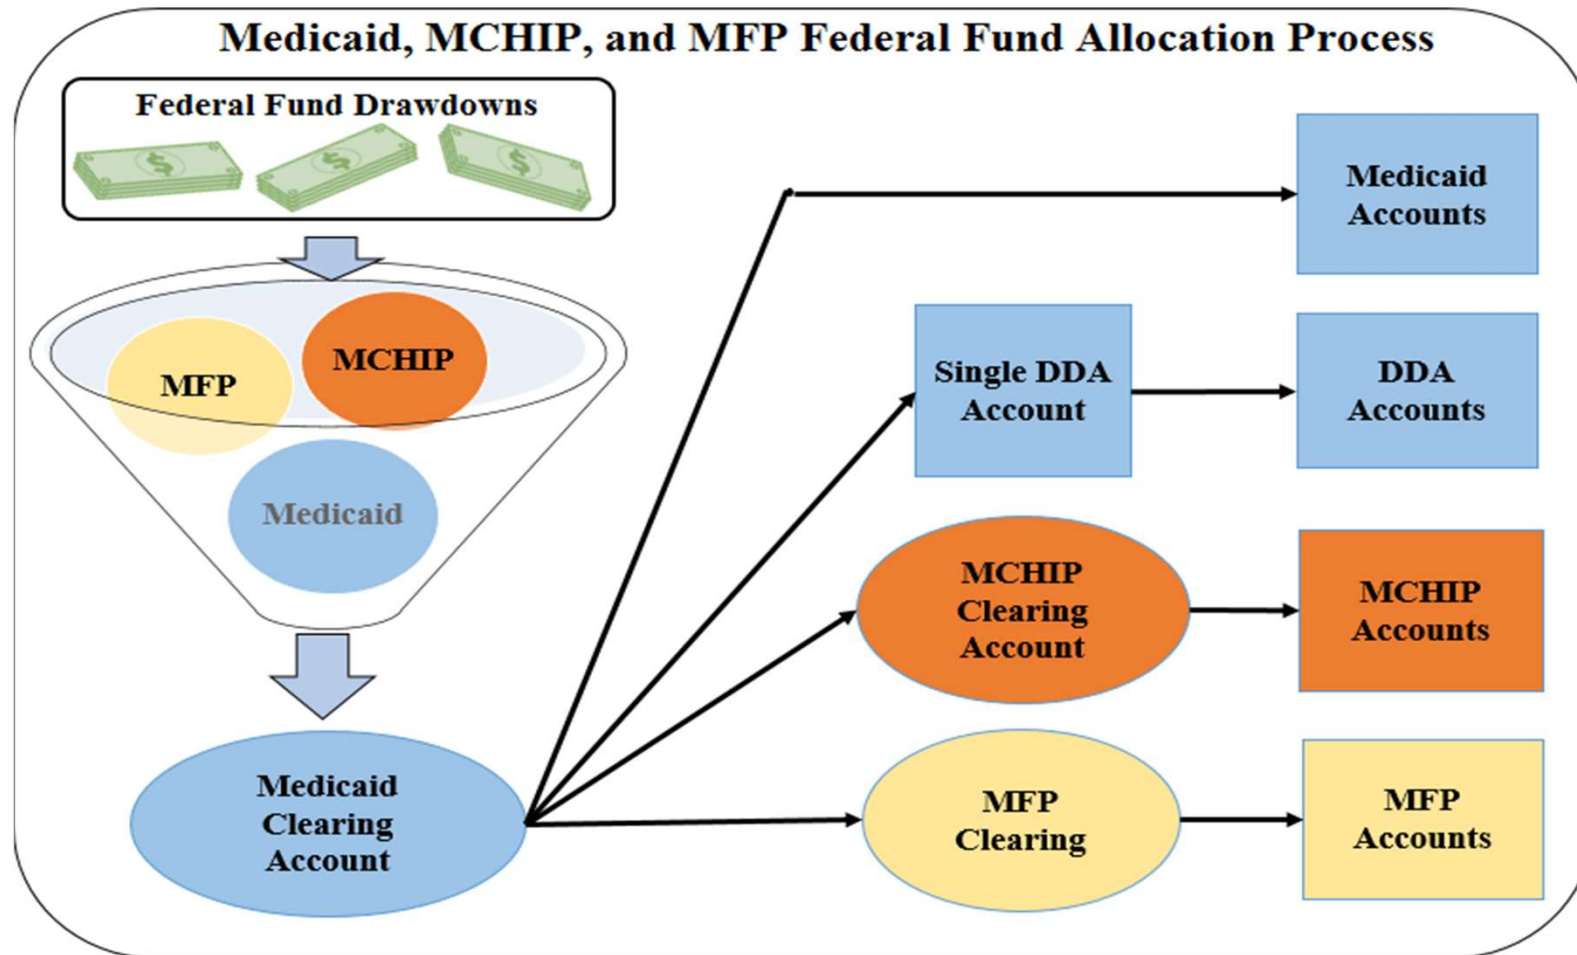 Medicaid, MCHIP, and MFP Federal Fund Allocation Process
Federal Fund Drawdowns
$ $ $
MFP
MCHIP
Medicaid
Medicaid
Clearing
Account
Medicaid
Accounts
Single DDA
Account
DDA
Accounts
MCHIP
Clearing
Account
MCHIP
Accounts
MFP
Clearing
MFP
Accounts